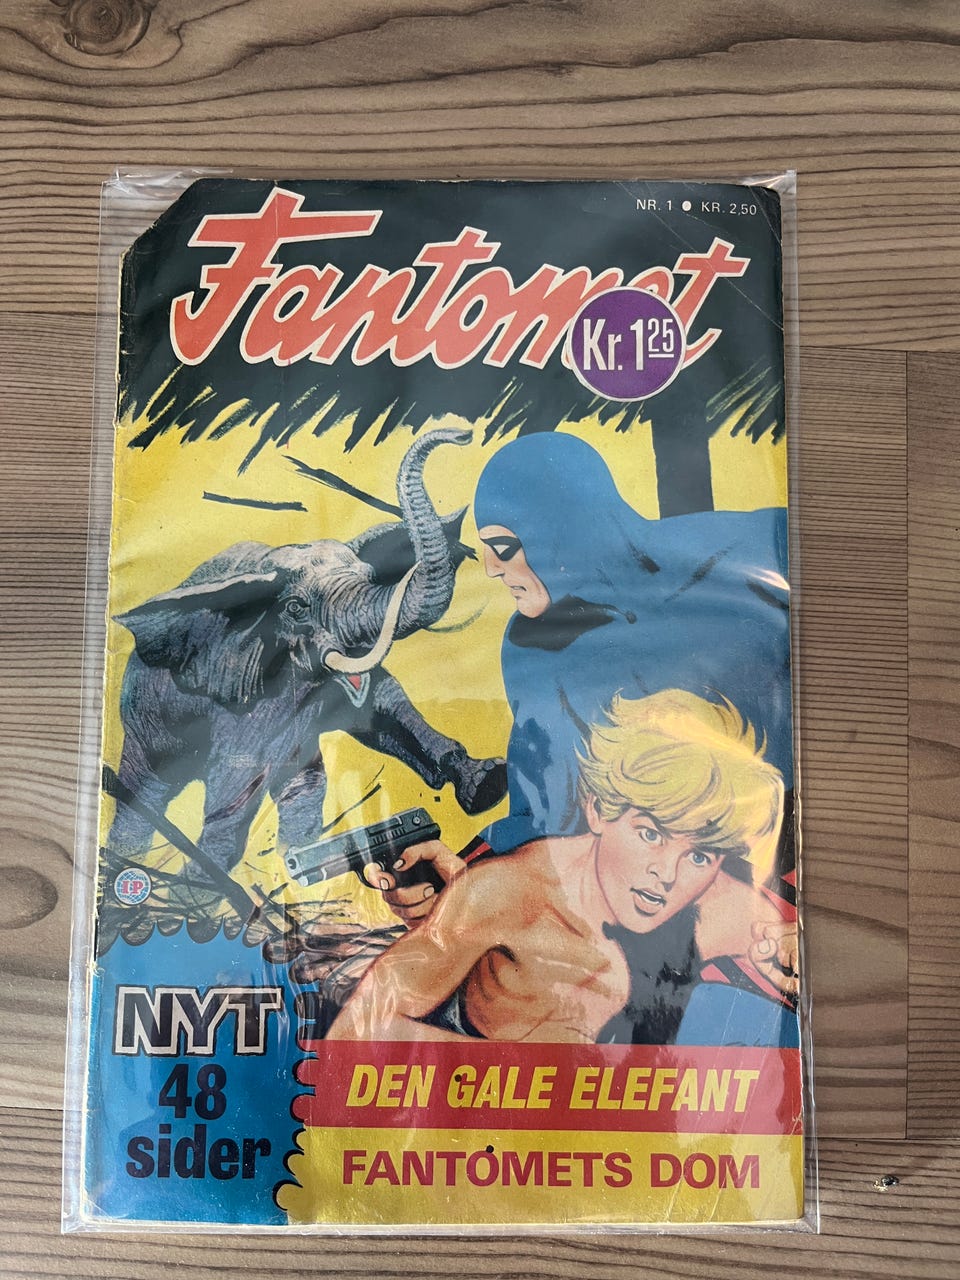 NR. 1 ● KR. 2,50
Fantomet
Kr. 1 25
I·P
NYT
48
sider
DEN GALE ELEFANT
FANTOMETS DOM